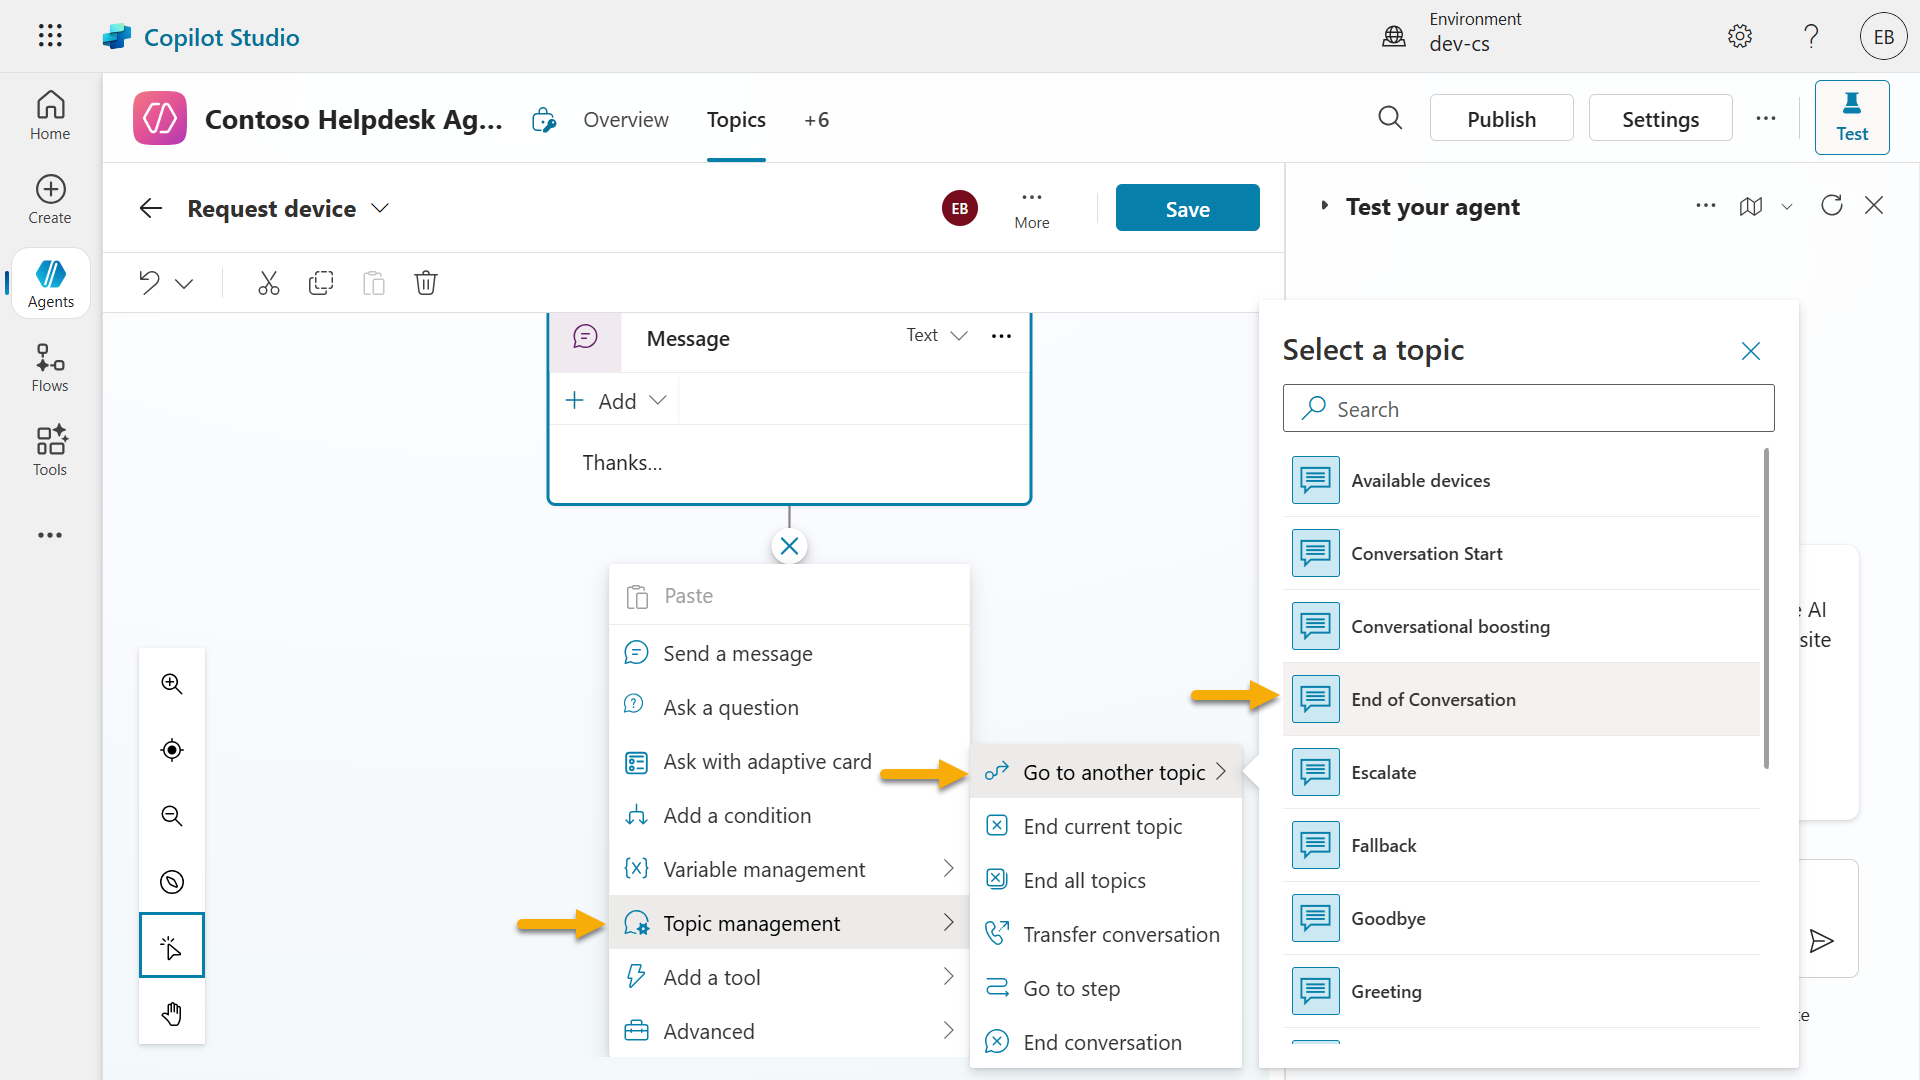 Copilot Studio
Environment
dev-cs
EB
Home
Create
Agents
Flows
Tools
Contoso Helpdesk Ag...
Overview
Topics
+6
Publish
Settings
Test
Request device
EB
More
Save
Test your agent
Message
Text
Add
Thanks...
Paste
Send a message
Ask a question
Ask with adaptive card
Add a condition
Variable management
Topic management
Add a tool
Advanced
Go to another topic
End current topic
End all topics
Transfer conversation
Go to step
End conversation
Select a topic
Search
Available devices
Conversation Start
Conversational boosting
End of Conversation
Escalate
Fallback
Goodbye
Greeting
AI
site